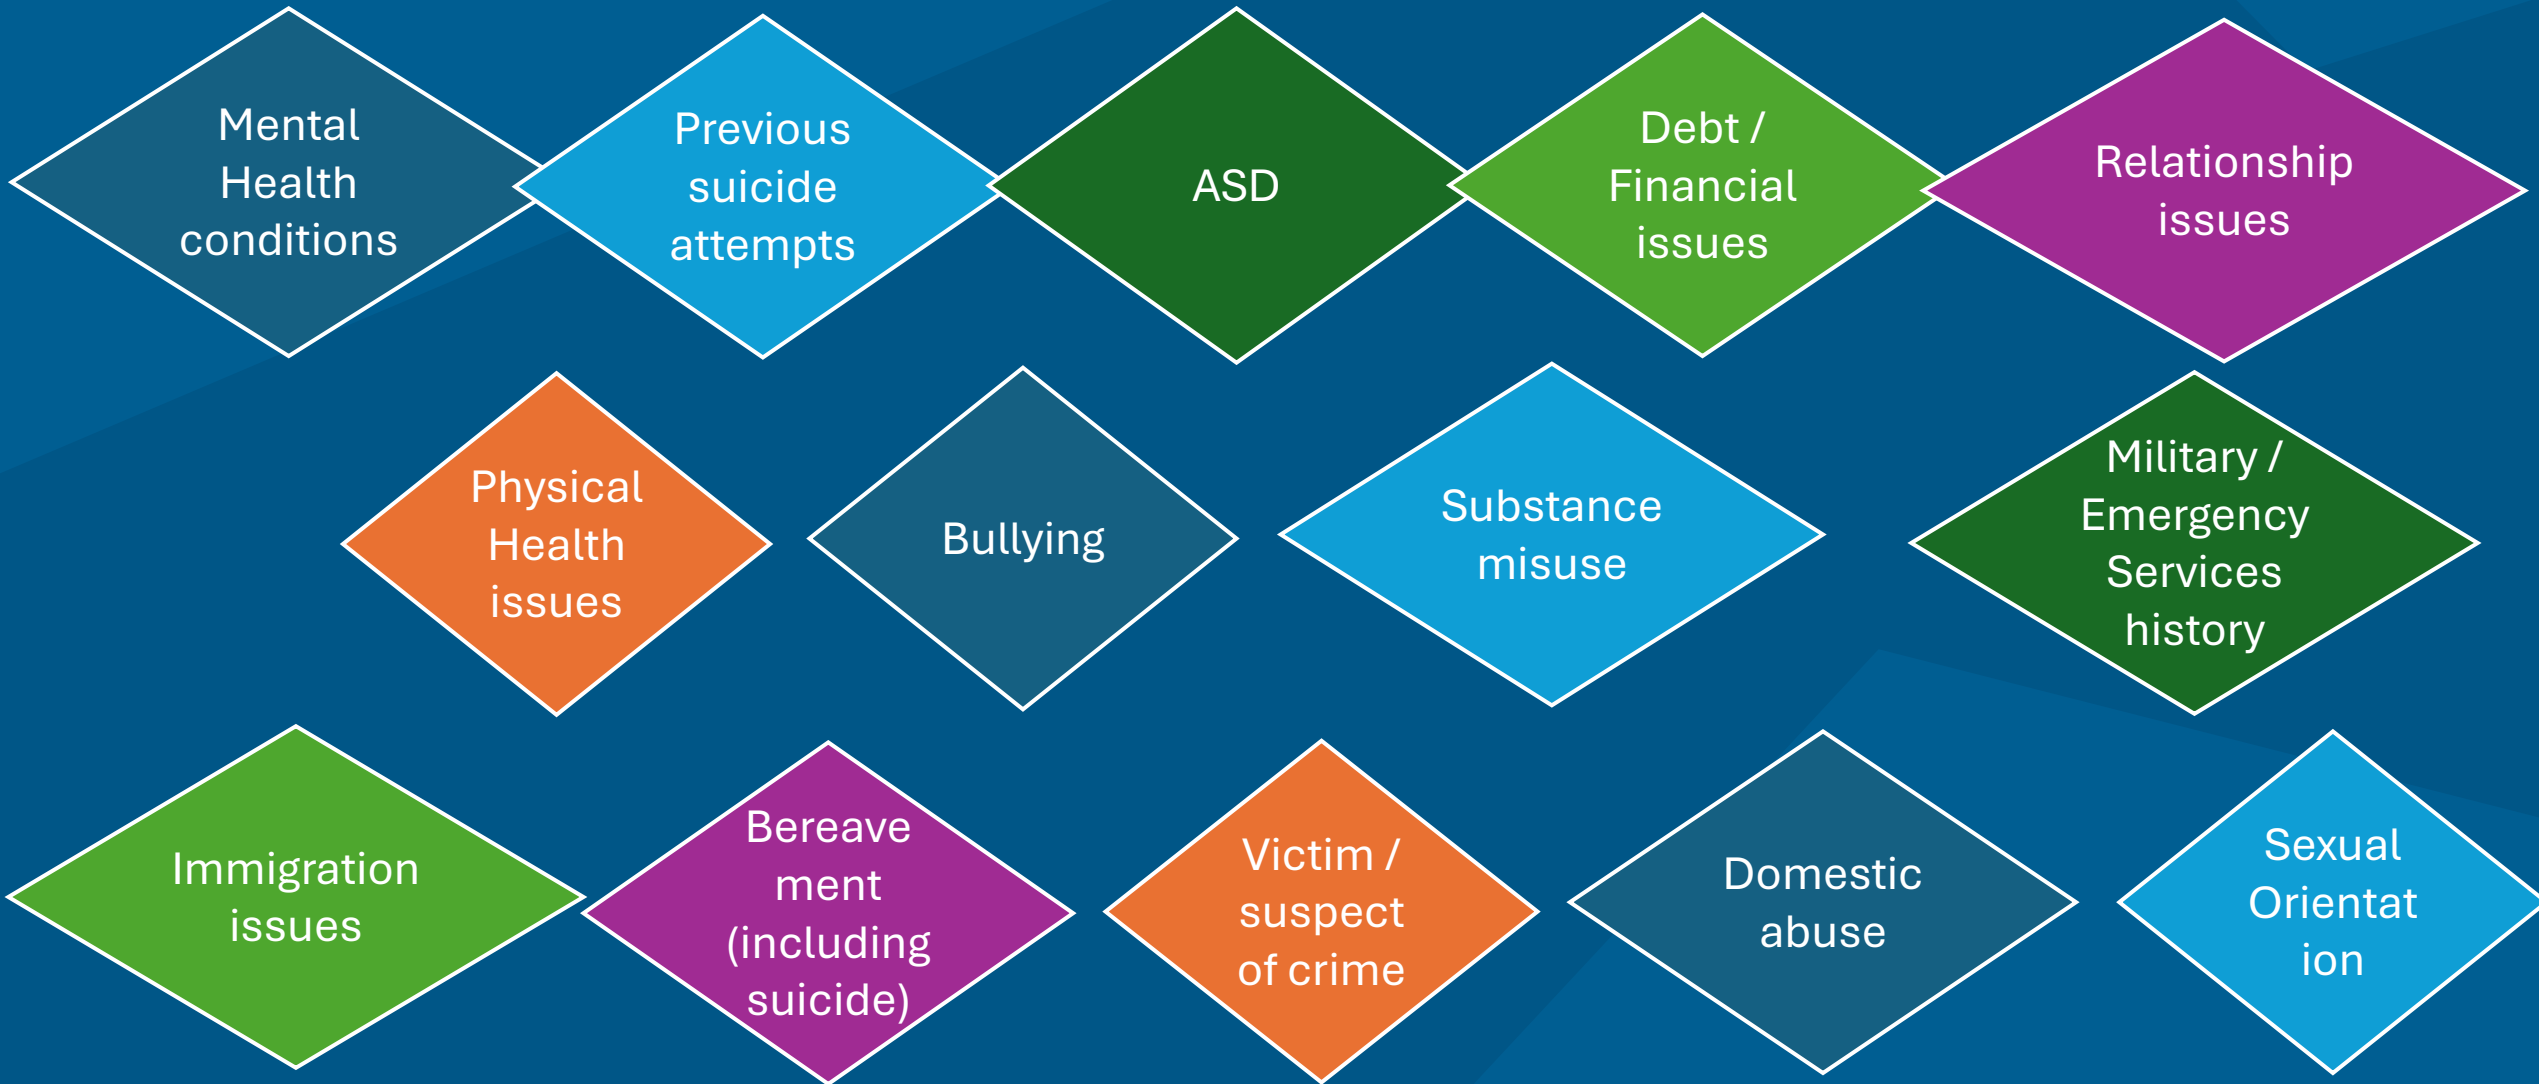 Mental
Health
conditions
Previous
suicide
attempts
ASD
Debt /
Financial
issues
Relationship
issues
Physical
Health
issues
Bullying
Substance
misuse
Military /
Emergency
Services
history
Immigration
issues
Bereave
ment
(including
suicide)
Victim /
suspect
of crime
Domestic
abuse
Sexual
Orientat
ion